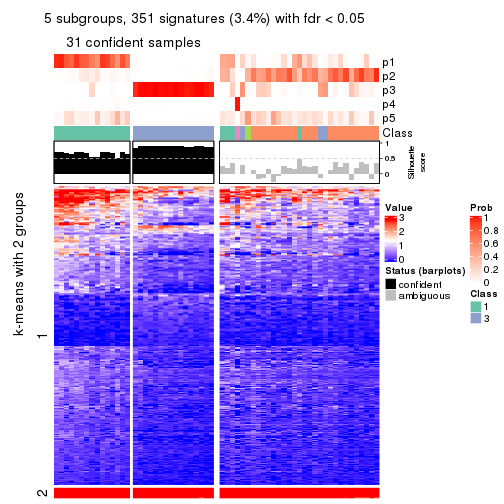 5 subgroups, 351 signatures (3.4%) with fdr < 0.05
31 confident samples
p1
p2
p3
p4
p5
Class
1
0.5
0
Silhouette
score
k-means with 2 groups
1
2
Value
3
2
1
0
Status (barplots)
confident
ambiguous
Prob
1
0.8
0.6
0.4
0.2
0
Class
1
3